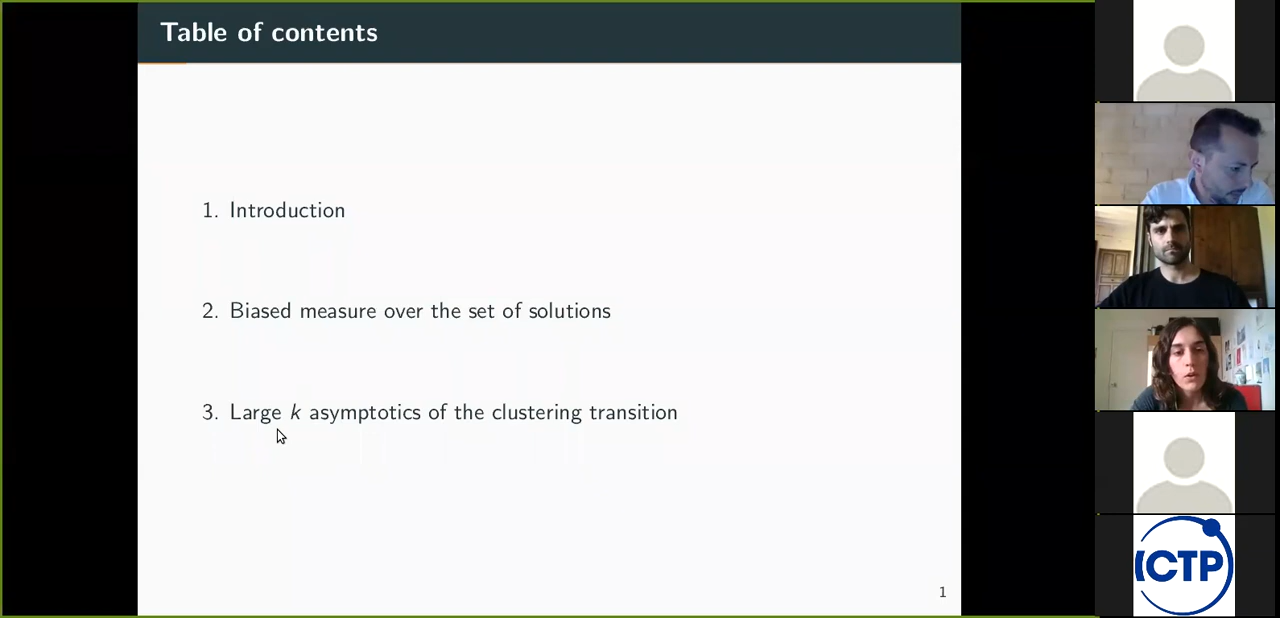 Table of contents
1. Introduction
2. Biased measure over the set of solutions
3. Large k asymptotics of the clustering transition
1
ICTP